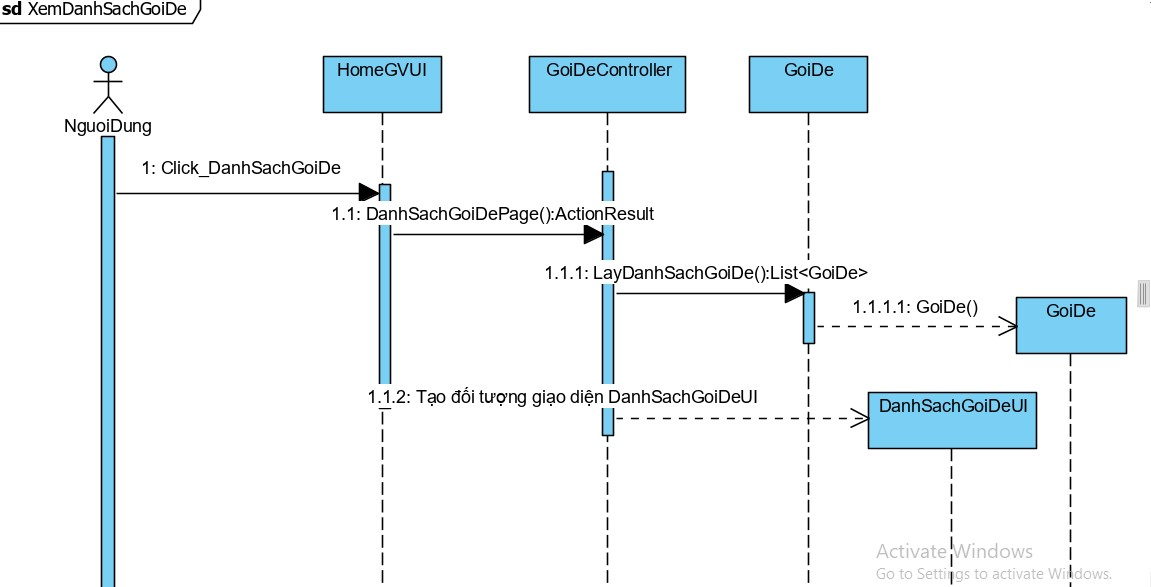 sd XemDanhSachGoiDe
HomeGVUI
GoiDeController
GoiDe
NguoiDung
1: Click_DanhSachGoiDe
1.1: DanhSachGoiDePage():ActionResult
1.1.1: LayDanhSachGoiDe():List<GoiDe>
1.1.1.1: GoiDe()
GoiDe
1.1.2: Tạo đối tượng giạo diện DanhSachGoiDeUI
DanhSachGoiDeUI
Activate Windows
Go to Settings to activate Windows.